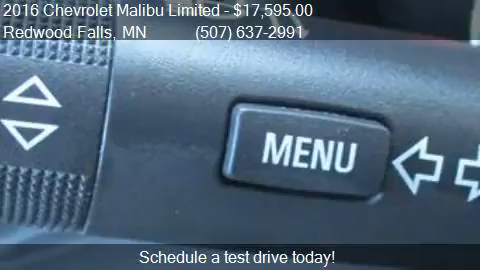 2016 Chevrolet Malibu Limited - $17,595.00
Redwood Falls, MN (507) 637-2991
MENU
Schedule a test drive today!